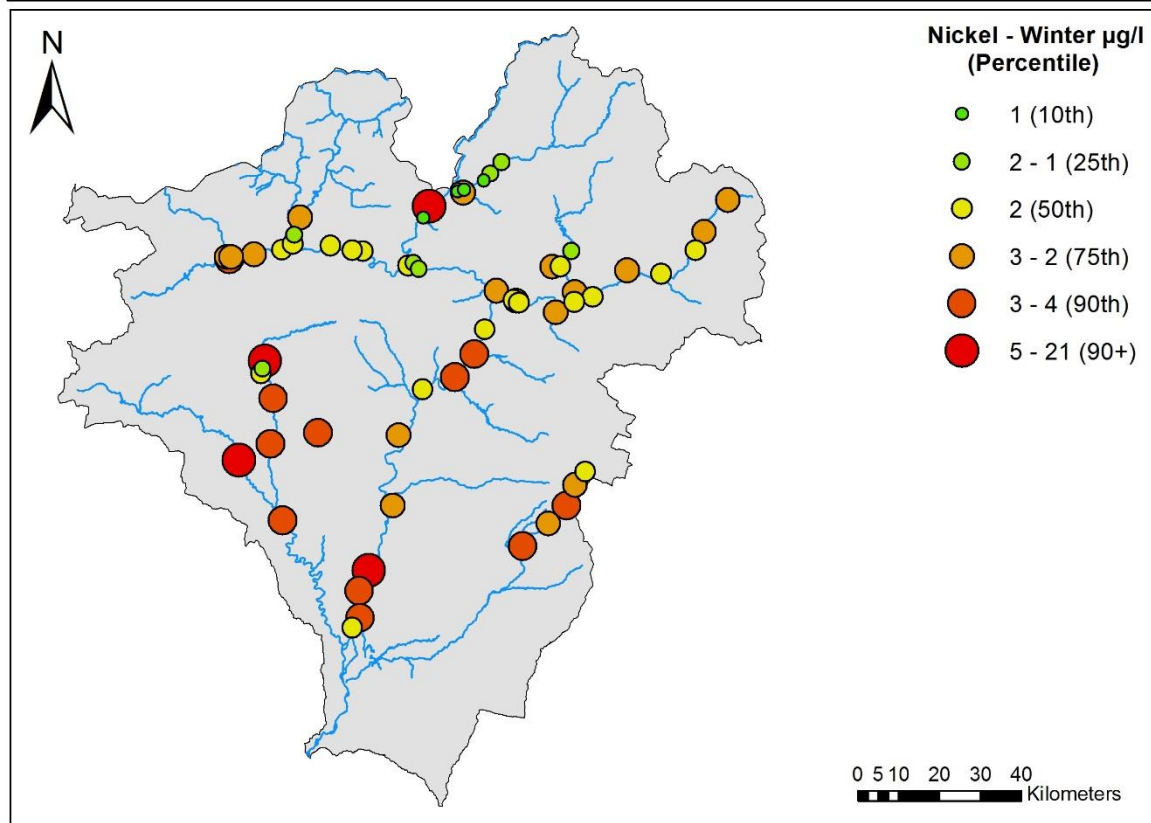 N
Nickel - Winter µg/l
(Percentile)
1 (10th)
2 - 1 (25th)
2 (50th)
3 - 2 (75th)
3 - 4 (90th)
5 - 21 (90+)
0 5 10 20 30 40
Kilometers